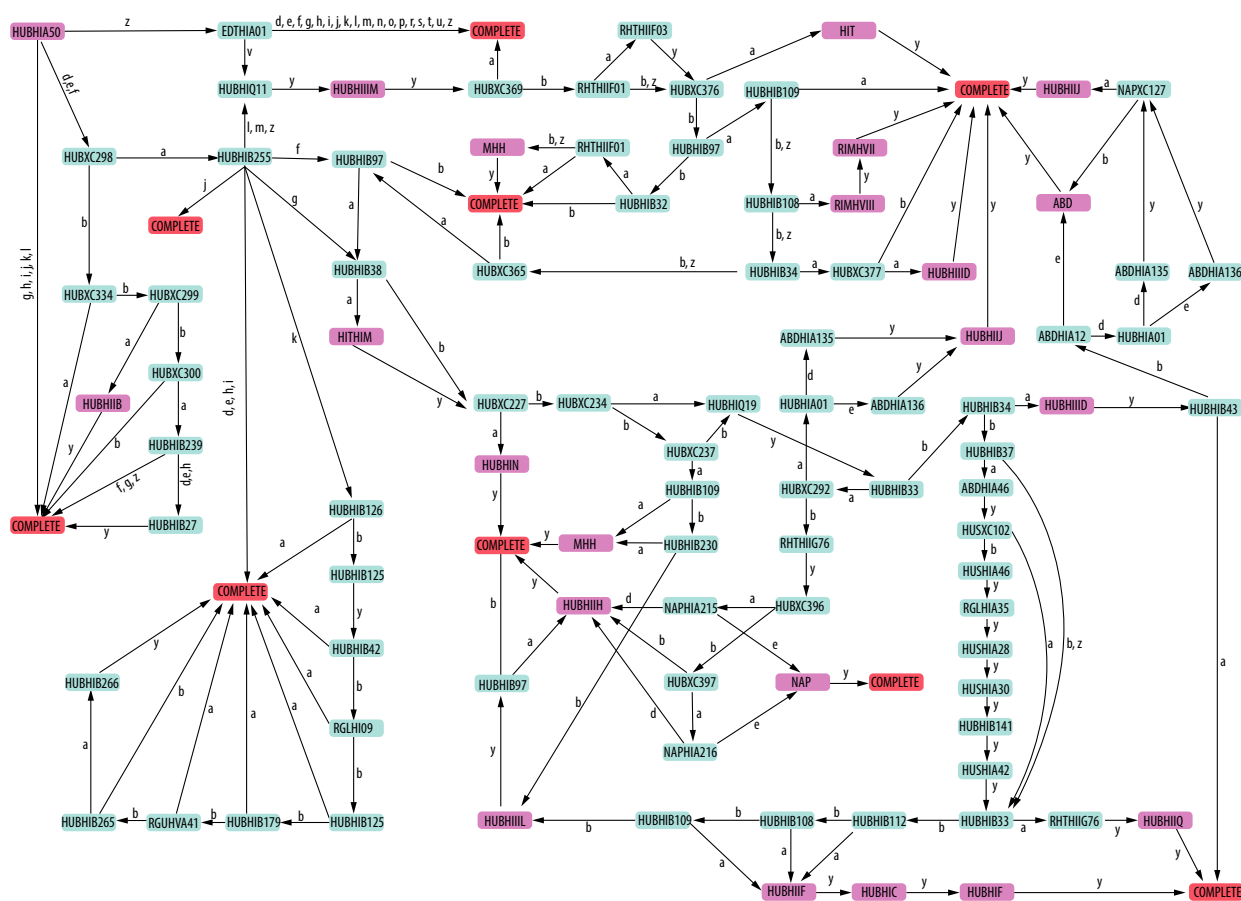 z
d, e, f, g, h, i, j, k, l, m, n, o, p, r, s, t, u, z
HUBHIA50
EDTHIA01
COMPLETE
RHTHIIF03
HIT
v
a
a
y
a
y
d,e,f
HUBHIQ11
y
HUBHIIIM
y
HUBXC369
b
RHTHIIF01
b, z
HUBXC376
HUBHIB109
a
COMPLETE
y
HUBHIIJ
a
NAPXC127
l, m, z
b
a
y
HUBXC298
a
HUBHIB255
f
HUBHIB97
b
MHH
b, z
RHTHIIF01
HUBHIB97
b, z
RIMHVII
y
b
j
g
a
y
a
a
b
y
y
y
COMPLETE
COMPLETE
b
HUBHIB32
HUBHIB108
a
RIMHVIII
ABD
b
a
b
b, z
b
y
y
y
y
HUBHIB38
HUBXC365
b, z
HUBHIB34
a
HUBXC377
a
HUBHIIID
e
ABDHIA135
ABDHIA136
g, h, i, j, k, l
HUBXC334
b
HUBXC299
a
d
e
a
b
HITHIM
b
ABDHIA135
y
HUBHIIJ
ABDHIA12
d
HUBHIA01
k
HUBXC300
d, e, h, i
d
y
b
a
a
y
HUBHIIB
HUBXC227
b
HUBXC234
a
HUBHIQ19
HUBHIA01
e
ABDHIA136
HUBHIB34
a
HUBHIIID
y
HUBHIB43
y
b
HUBHIB239
a
b
b
y
b
b
f, g, z
d,e,h
HUBHIN
HUBXC237
a
HUBHIB37
a
a
y
HUBHIB109
HUBXC292
a
HUBHIB33
ABDHIA46
HUBHIB126
a
b
b
y
COMPLETE
y
HUBHIB27
HUSXC102
a
b
COMPLETE
y
MHH
a
HUBHIB230
RHTHIIG76
b
HUBHIB125
y
HUSHIA46
COMPLETE
b
y
y
y
HUBHIIH
d
NAPHIA215
a
HUBXC396
RGLHIA35
a
y
a
b, z
a
HUBHIB42
a
b
e
b
HUSHIA28
y
HUBHIB266
b
a
b
HUBHIB97
HUBXC397
NAP
y
COMPLETE
HUSHIA30
a
y
b
a
a
RGLHI09
b
d
a
e
HUBHIB141
a
a
b
y
NAPHIA216
y
HUSHIA42
y
HUBHIB265
b
RGUHVA41
b
HUBHIB179
b
HUBHIB125
HUBHIIIL
b
HUBHIB109
b
HUBHIB108
b
HUBHIB112
b
HUBHIB33
a
RHTHIIG76
y
HUBHIIQ
a
a
a
y
HUBHIIF
y
HUBHIC
y
HUBHIF
y
COMPLETE